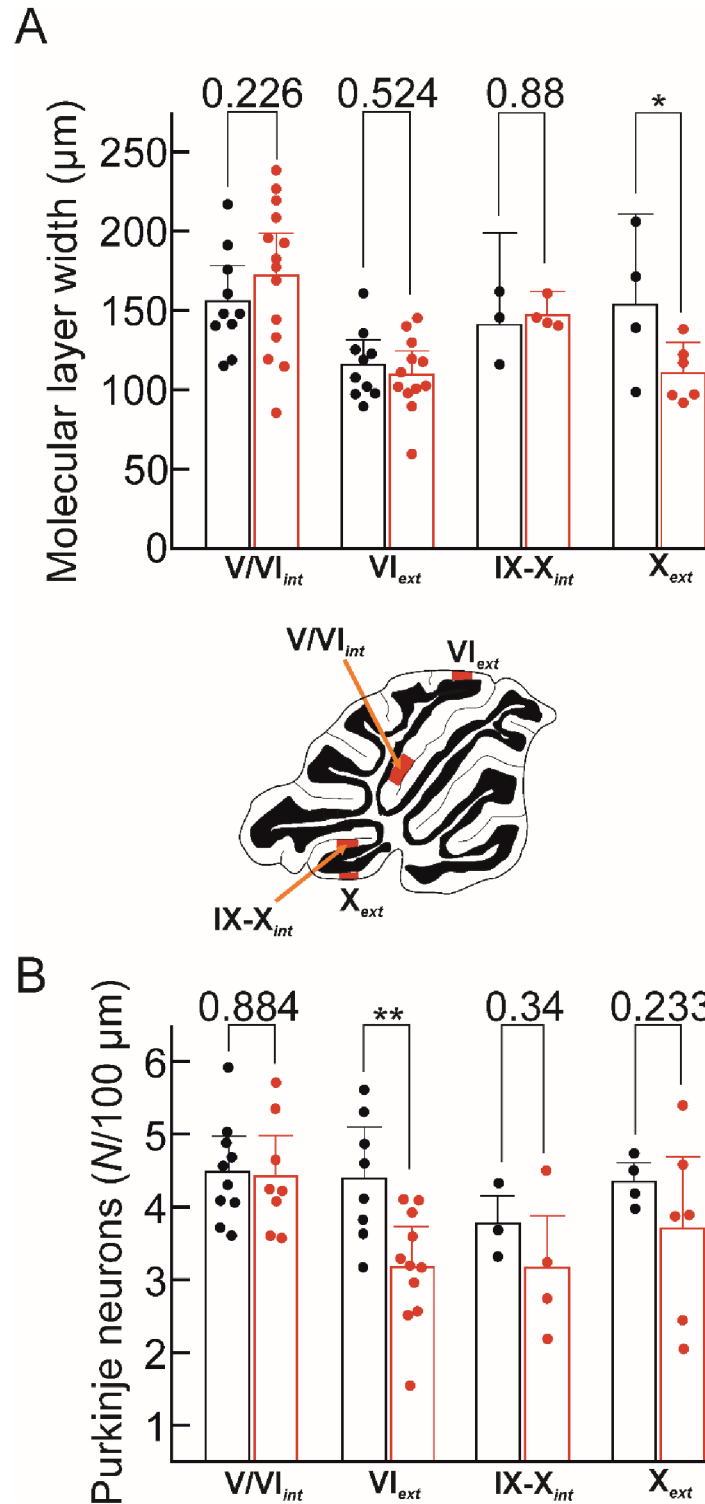 A
0.226 0.524 0.88 *
Molecular layer width (µm)
250
200
150
100
50
0
V/VIint VIext IX-Xint Xext
V/VIint
VIext
IX-Xint
Xext
B
0.884 ** 0.34 0.233
Purkinje neurons (N/100 µm)
6
5
4
3
2
1
V/VIint VIext IX-Xint Xext